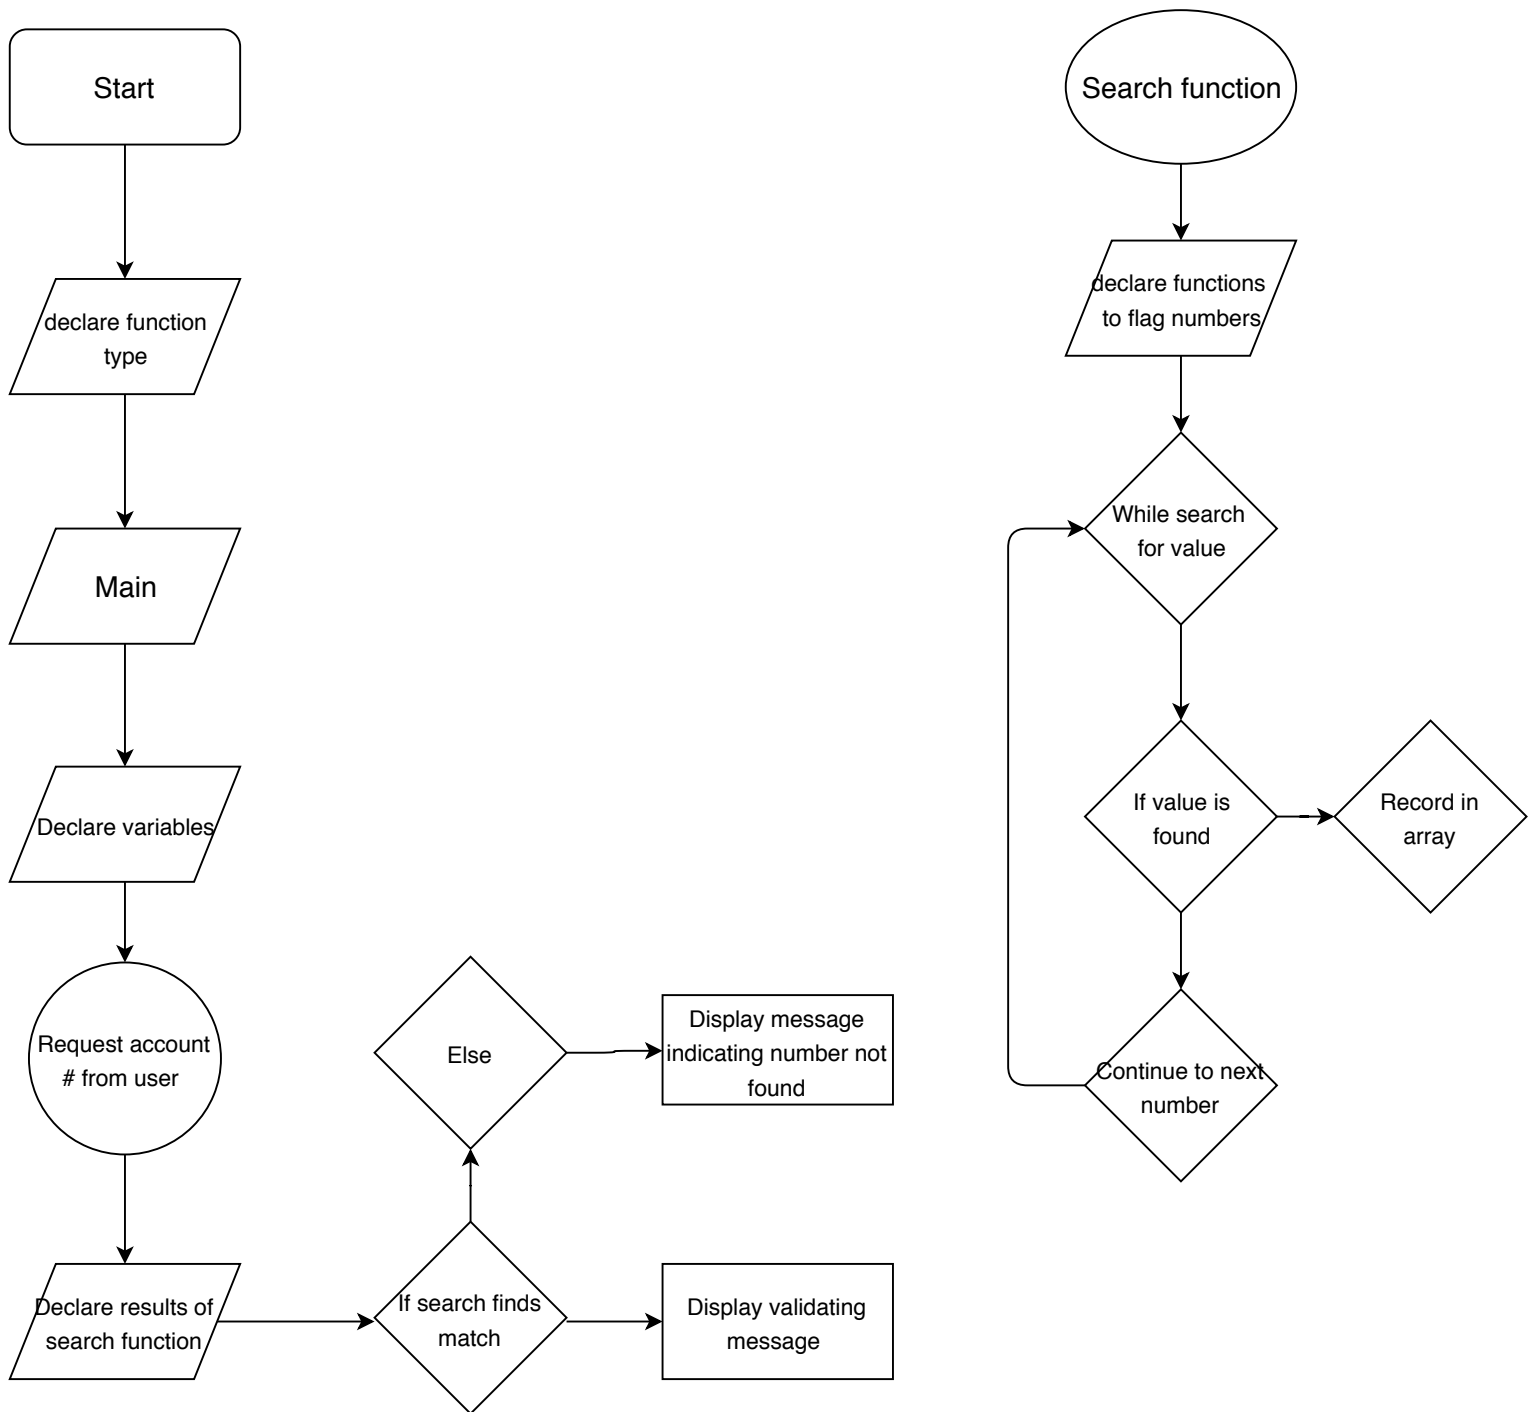 Start
declare function
type
Main
Declare variables
Request account
# from user
Declare results of
search function
If search finds
match
Else
Display message
indicating number not
found
Display validating
message
Search function
declare functions
to flag numbers
While search
for value
If value is
found
Record in
array
Continue to next
number